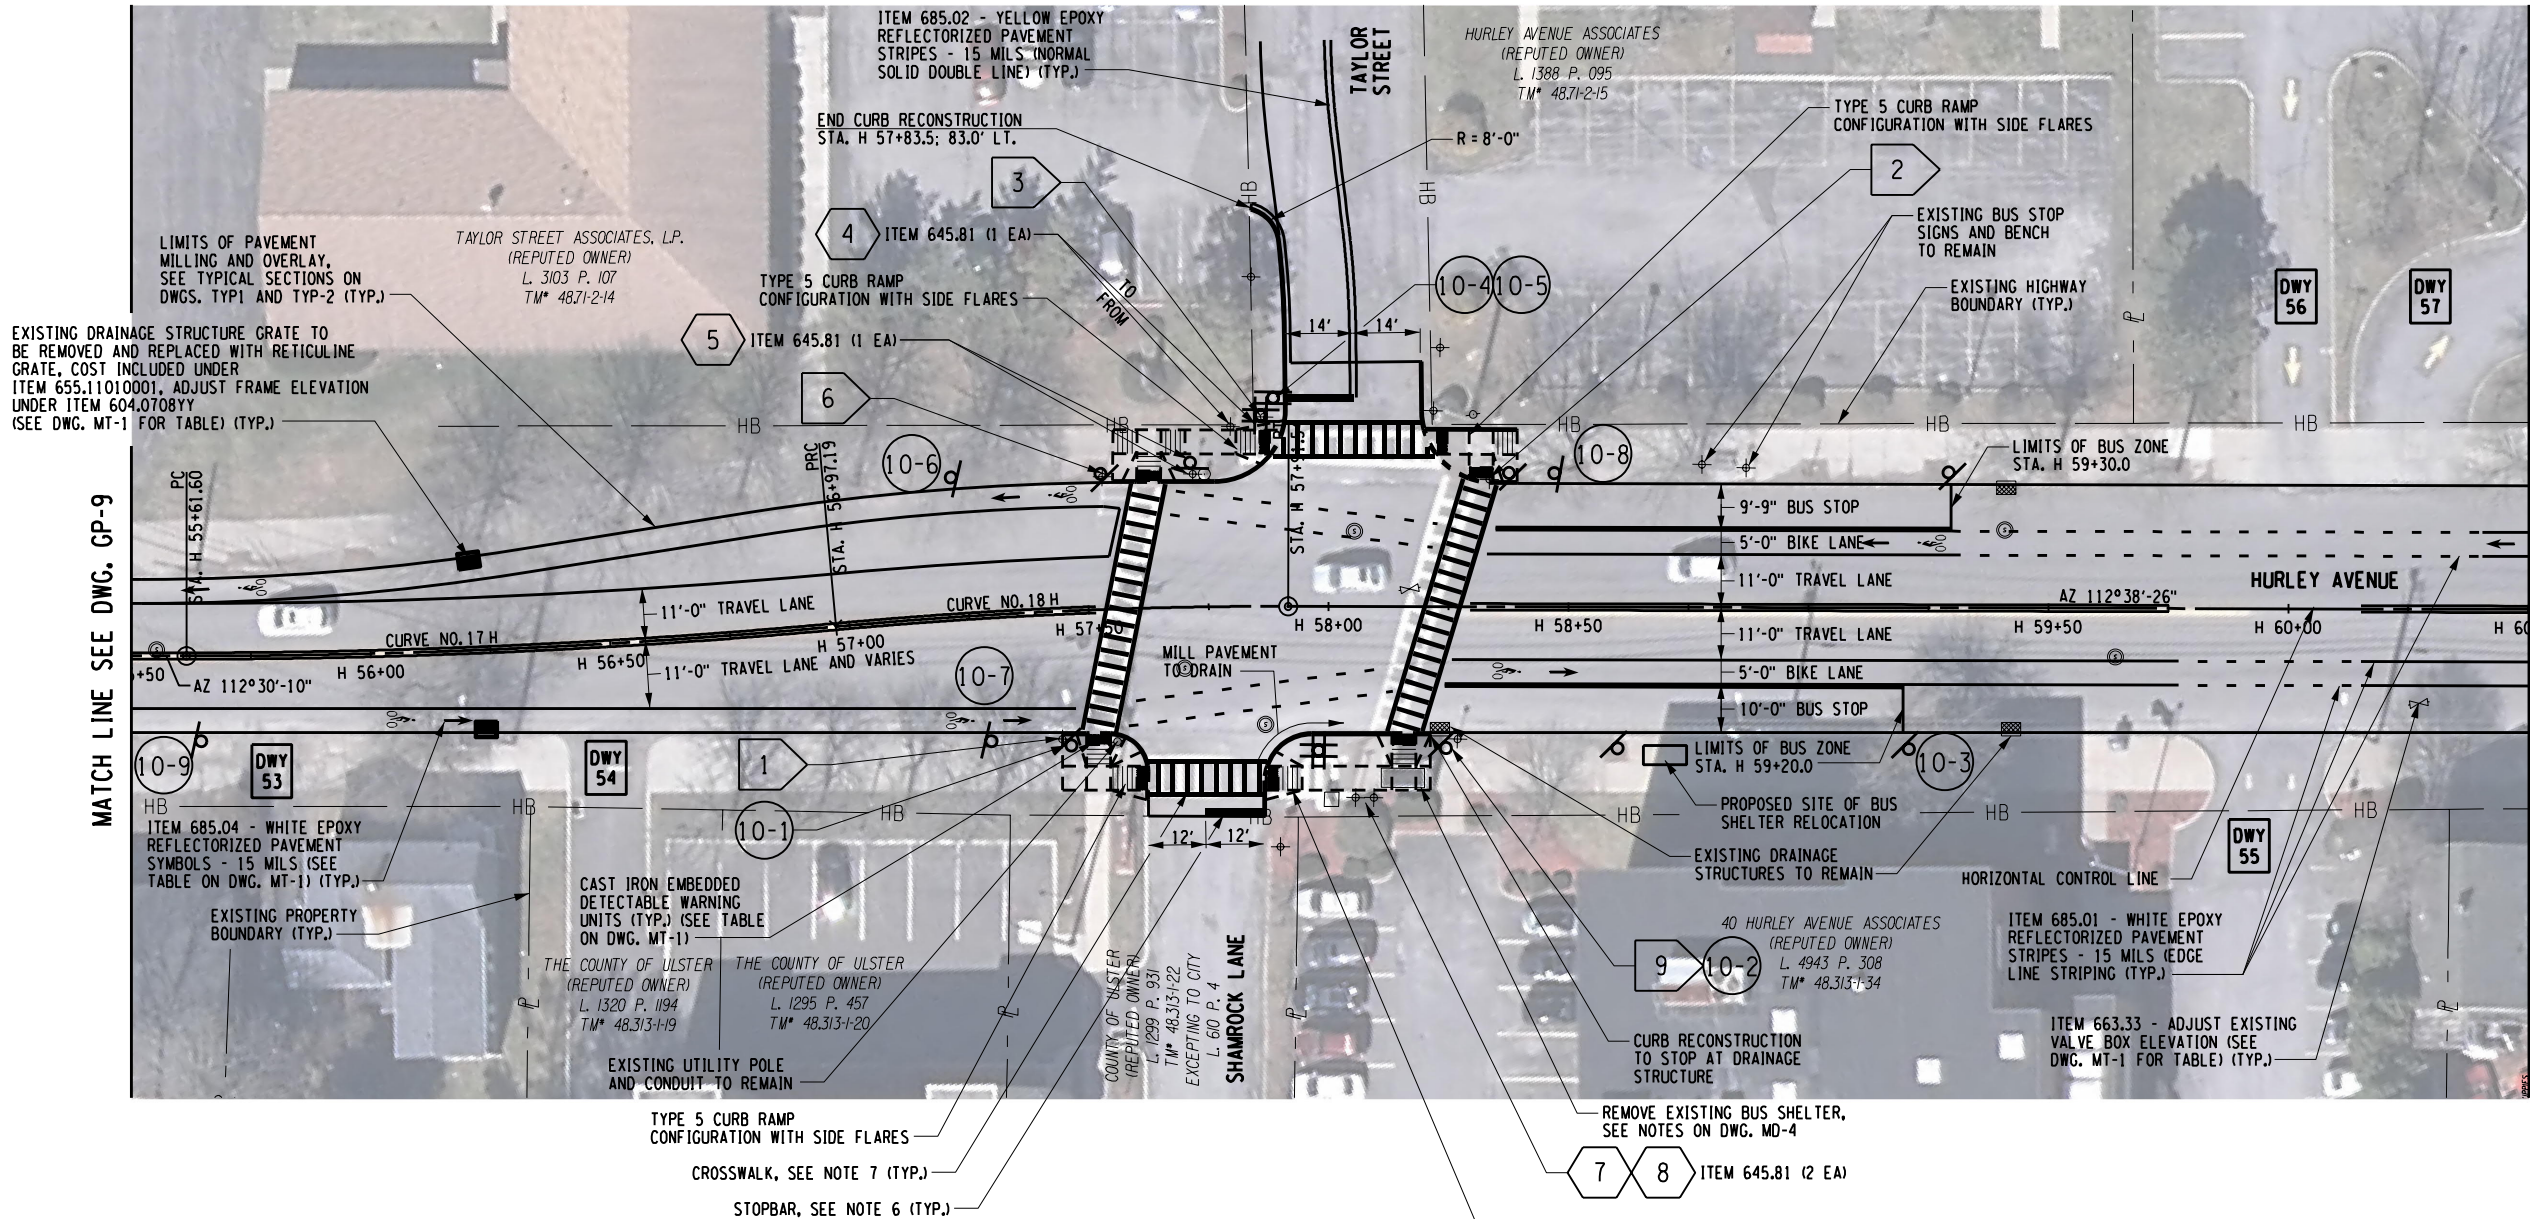 ITEM 685.02 - YELLOW EPOXY
REFLECTORIZED PAVEMENT
STRIPES - 15 MILS (NORMAL
SOLID DOUBLE LINE) (TYP.)
TAYLOR
STREET
HURLEY AVENUE ASSOCIATES
(REPUTED OWNER)
L. 1388 P. 095
TM# 48.71-2-15
END CURB RECONSTRUCTION
STA. H 57+83.5; 83.0' LT.
R = 8'-0"
TYPE 5 CURB RAMP
CONFIGURATION WITH SIDE FLARES
3
2
HB
HB
4
ITEM 645.81 (1 EA)
EXISTING BUS STOP
SIGNS AND BENCH
TO REMAIN
LIMITS OF PAVEMENT
MILLING AND OVERLAY,
SEE TYPICAL SECTIONS ON
DWGS. TYP1 AND TYP-2 (TYP.)
TAYLOR STREET ASSOCIATES, L.P.
(REPUTED OWNER)
L. 3103 P. 107
TM# 48.71-2-14
TYPE 5 CURB RAMP
CONFIGURATION WITH SIDE FLARES
TO
FROM
10-4
10-5
EXISTING HIGHWAY
BOUNDARY (TYP.)
DWY
56
DWY
57
14'
14'
5
ITEM 645.81 (1 EA)
EXISTING DRAINAGE STRUCTURE GRATE TO
BE REMOVED AND REPLACED WITH RETICULINE
GRATE, COST INCLUDED UNDER
ITEM 655.11010001, ADJUST FRAME ELEVATION
UNDER ITEM 604.0708YY
(SEE DWG. MT-1 FOR TABLE) (TYP.)
6
HB
HB
HB
HB
HB
HB
10-6
10-8
LIMITS OF BUS ZONE
STA. H 59+30.0
PC
STA. H 55+61.60
PRC
STA. H 56+97.19
STA. H 57+91.5
MATCH LINE SEE DWG. GP-9
9'-9" BUS STOP
5'-0" BIKE LANE
11'-0" TRAVEL LANE
HURLEY AVENUE
AZ 112°38'-26"
11'-0" TRAVEL LANE
CURVE NO. 18 H
CURVE NO. 17 H
+50
H 56+00
H 56+50
H 57+00
H 57+50
H 58+00
H 58+50
H 59+50
H 60+00
H 60
11'-0" TRAVEL LANE
11'-0" TRAVEL LANE AND VARIES
AZ 112°30'-10"
MILL PAVEMENT
TO DRAIN
5'-0" BIKE LANE
10'-0" BUS STOP
10-7
10-9
DWY
53
DWY
54
1
LIMITS OF BUS ZONE
STA. H 59+20.0
10-3
PROPOSED SITE OF BUS
SHELTER RELOCATION
HB
HB
HB
HB
HB
HB
HB
10-1
12'
12'
ITEM 685.04 - WHITE EPOXY
REFLECTORIZED PAVEMENT
SYMBOLS - 15 MILS (SEE
TABLE ON DWG. MT-1) (TYP.)
EXISTING DRAINAGE
STRUCTURES TO REMAIN
DWY
55
HORIZONTAL CONTROL LINE
CAST IRON EMBEDDED
DETECTABLE WARNING
UNITS (TYP.) (SEE TABLE
ON DWG. MT-1)
EXISTING PROPERTY
BOUNDARY (TYP.)
40 HURLEY AVENUE ASSOCIATES
(REPUTED OWNER)
L. 4943 P. 308
TM# 48.313-1-34
9
10-2
ITEM 685.01 - WHITE EPOXY
REFLECTORIZED PAVEMENT
STRIPES - 15 MILS (EDGE
LINE STRIPING (TYP.)
THE COUNTY OF ULSTER
(REPUTED OWNER)
L. 1320 P. 1194
TM# 48.313-1-19
THE COUNTY OF ULSTER
(REPUTED OWNER)
L. 1295 P. 457
TM# 48.313-1-20
COUNTY OF ULSTER
(REPUTED OWNER)
L. 1299 P. 931
TM# 48.313-1-22
EXCEPTING TO CITY
L. 610 P. 4
SHAMROCK LANE
CURB RECONSTRUCTION
TO STOP AT DRAINAGE
STRUCTURE
ITEM 663.33 - ADJUST EXISTING
VALVE BOX ELEVATION (SEE
DWG. MT-1 FOR TABLE) (TYP.)
EXISTING UTILITY POLE
AND CONDUIT TO REMAIN
TYPE 5 CURB RAMP
CONFIGURATION WITH SIDE FLARES
REMOVE EXISTING BUS SHELTER,
SEE NOTES ON DWG. MD-4
CROSSWALK, SEE NOTE 7 (TYP.)
7
8
ITEM 645.81 (2 EA)
STOPBAR, SEE NOTE 6 (TYP.)